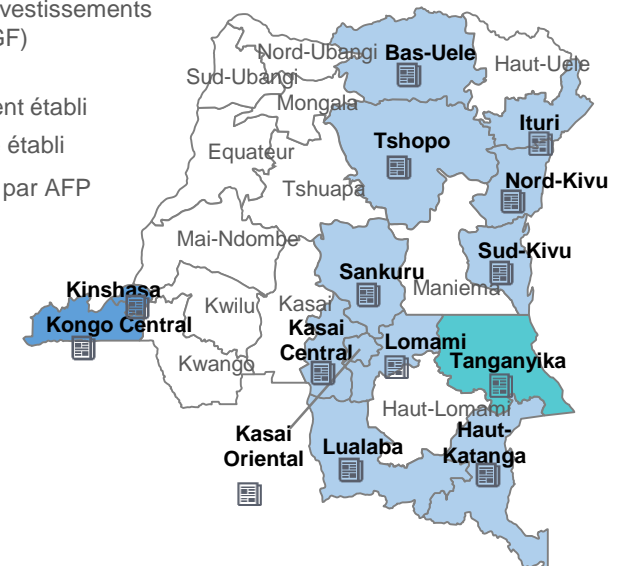 vestissements
GF)
nt établi
établi
par AFP
Nord-Ubangi
Bas-Uele
Haut-Uele
Sud-Ubangi
Mongala
Ituri
Tshopo
Equateur
Nord-Kivu
Tshuapa
Mai-Ndombe
Sud-Kivu
Sankuru
Maniema
Kinshasa
Kwilu
Kasai
Kongo Central
Kasai
Central
Lomami
Tanganyika
Kwango
Haut-Lomami
Kasai
Oriental
Lualaba
Haut-
Katanga